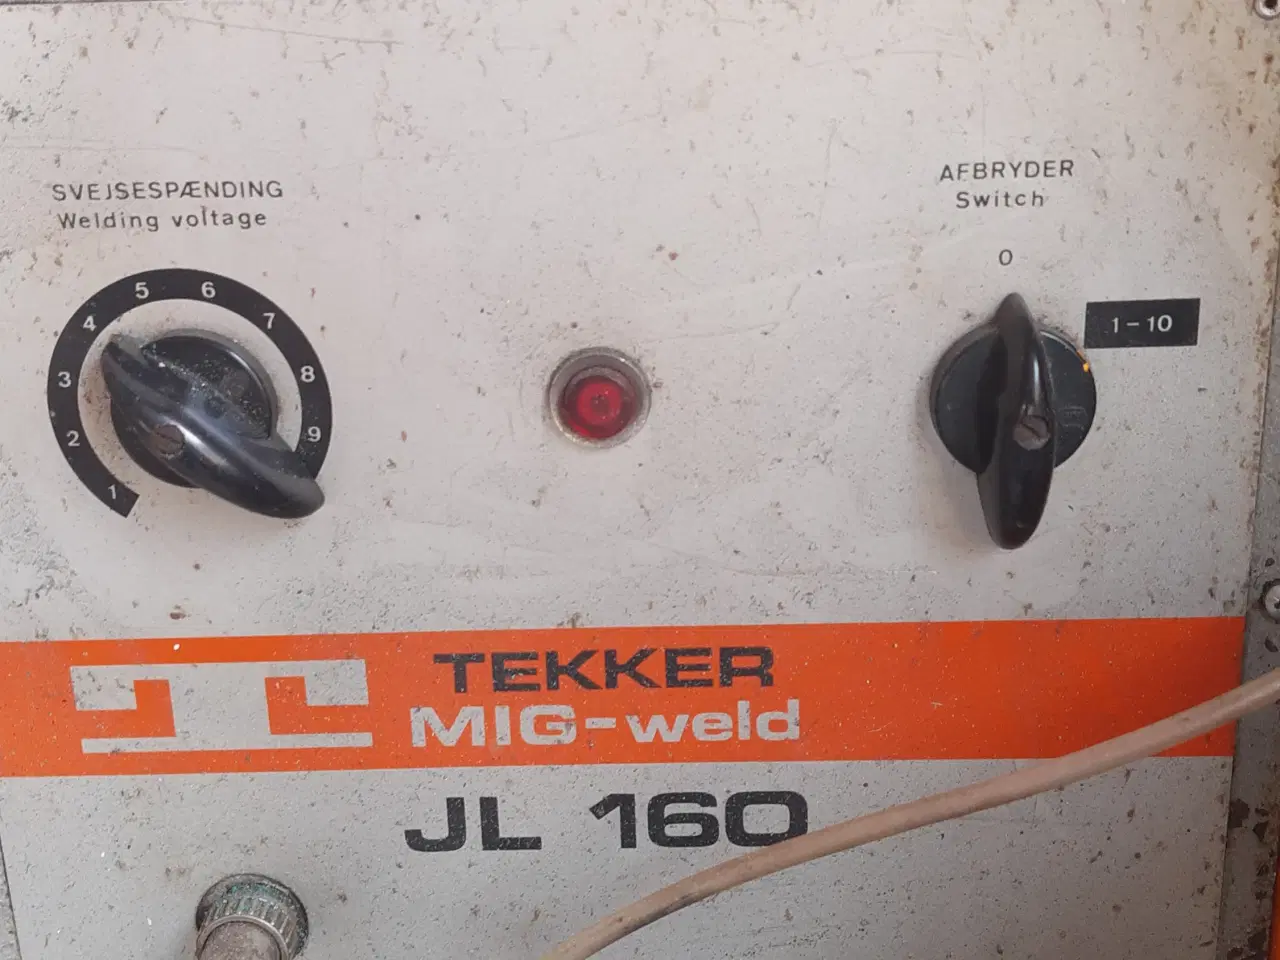 SVEJSESPÆNDING
Welding voltage
1
2
3
4
5
6
7
8
9
AFBRYDER
Switch
0
1-10
TEKKER
MIG-weld
JL 160